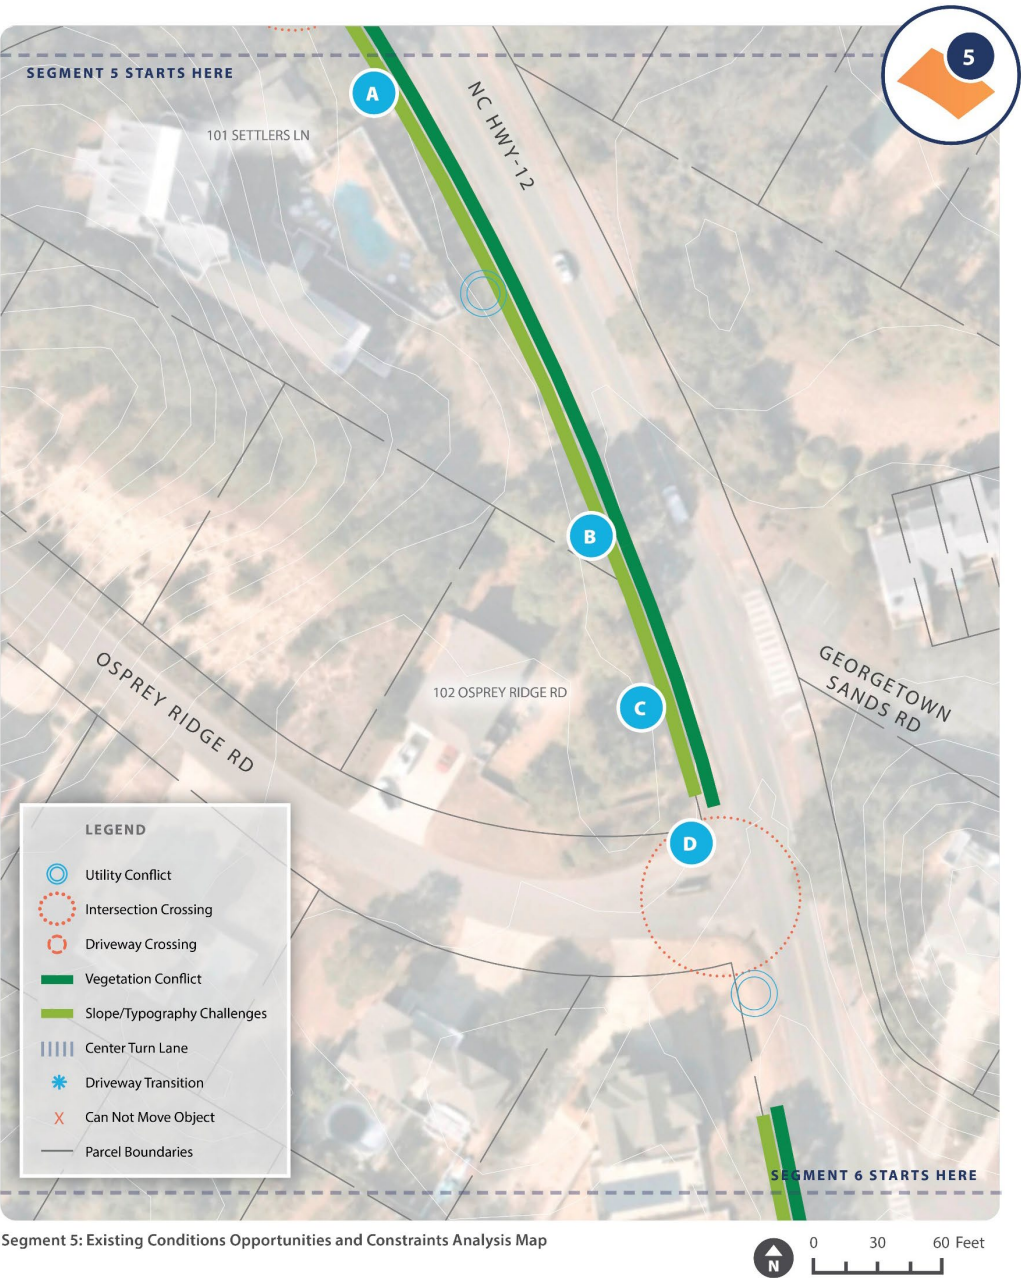 5
SEGMENT 5 STARTS HERE
A
NC HWY-12
101 SETTLERS LN
B
GEORGETOWN
SANDS RD
OSPREY RIDGE RD
102 OSPREY RIDGE RD
C
D
LEGEND
Utility Conflict
Intersection Crossing
Driveway Crossing
Vegetation Conflict
Slope/Typography Challenges
Center Turn Lane
Driveway Transition
X Can Not Move Object
Parcel Boundaries
SEGMENT 6 STARTS HERE
Segment 5: Existing Conditions Opportunities and Constraints Analysis Map
N
0 30 60 Feet